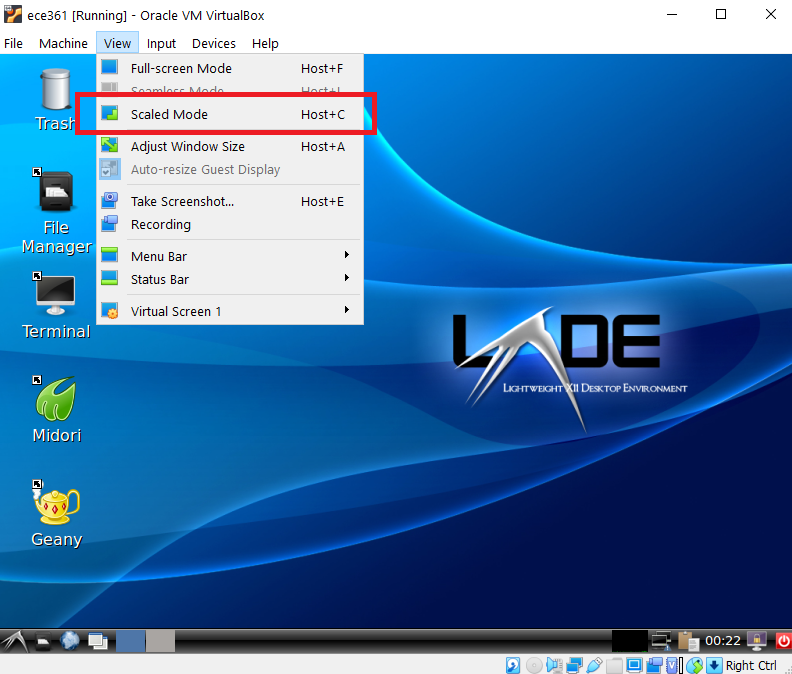 ece361 [Running] - Oracle VM VirtualBox
File Machine View Input Devices Help
Full-screen Mode Host+F
Seamless Mode Host+L
Scaled Mode Host+C
Adjust Window Size Host+A
Auto-resize Guest Display
Take Screenshot... Host+E
Recording
Menu Bar
Status Bar
Virtual Screen 1
Trash
File
Manager
Terminal
Midori
Geany
LXDE
Lightweight X11 Desktop Environment
00:22
Right Ctrl